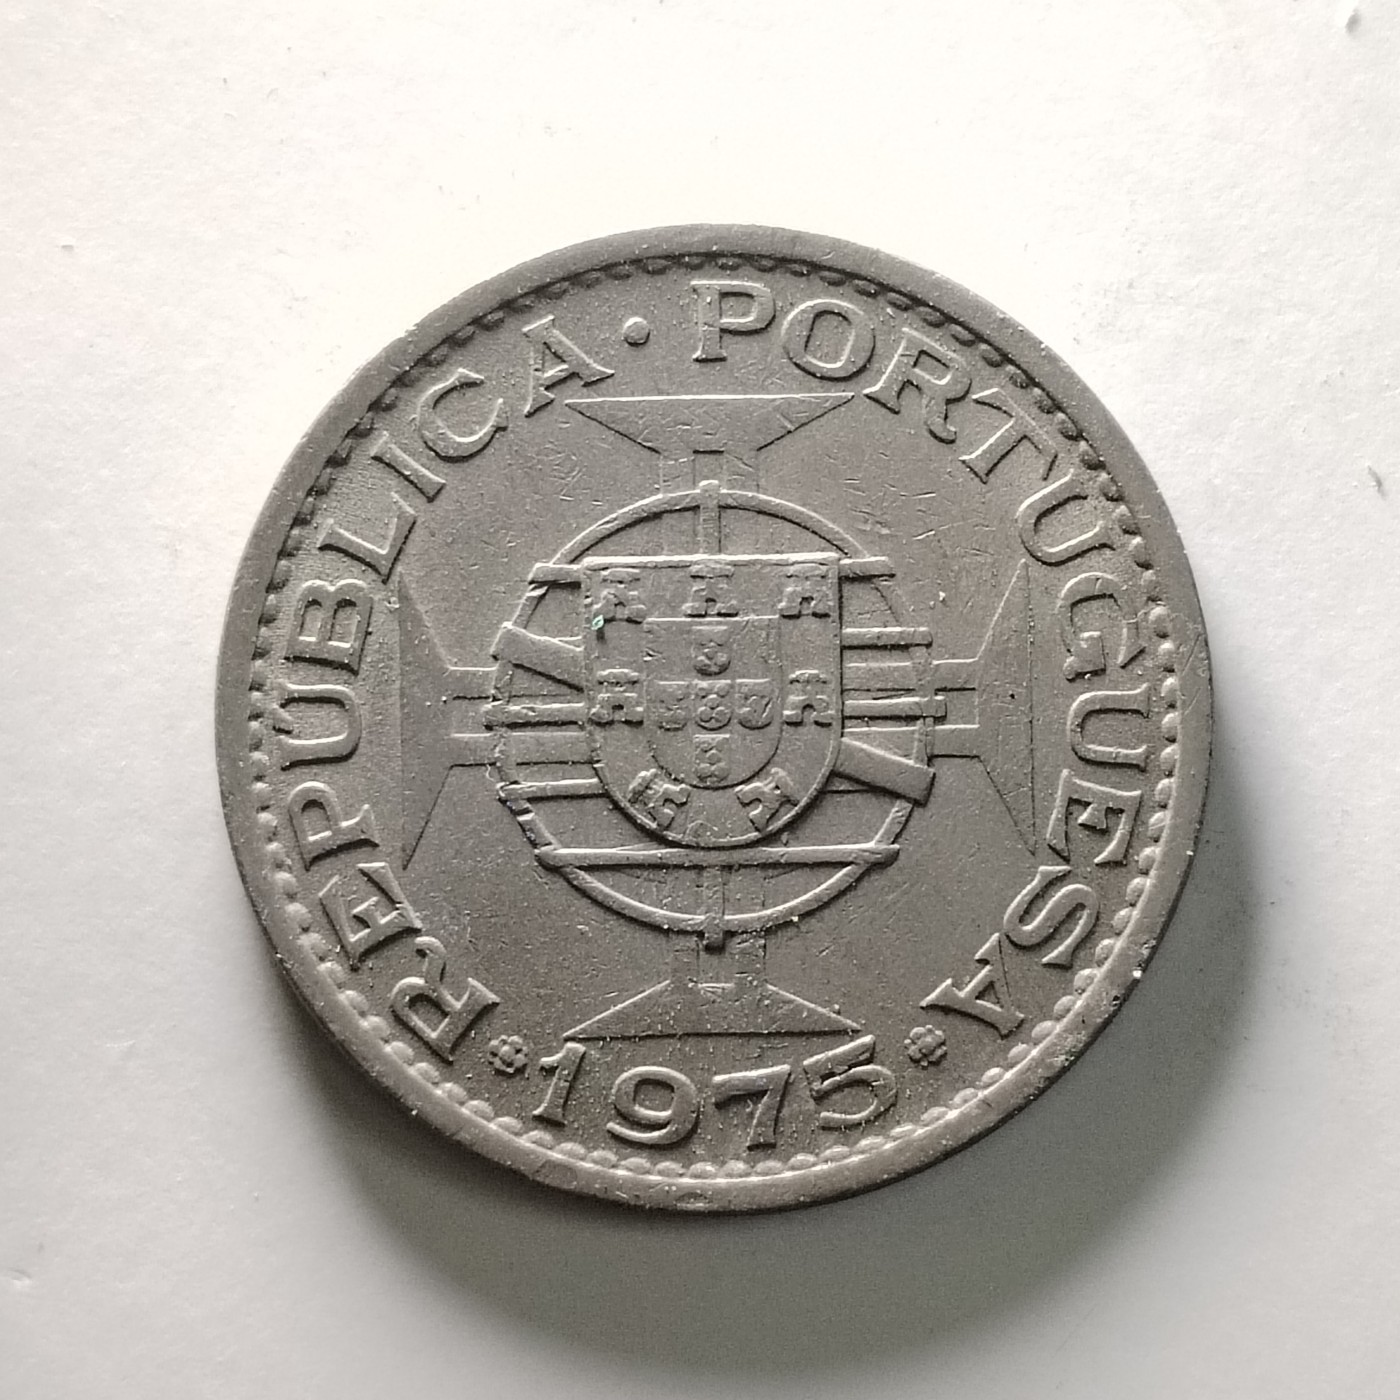 REPÚBLICA · PORTUGUESA
1975